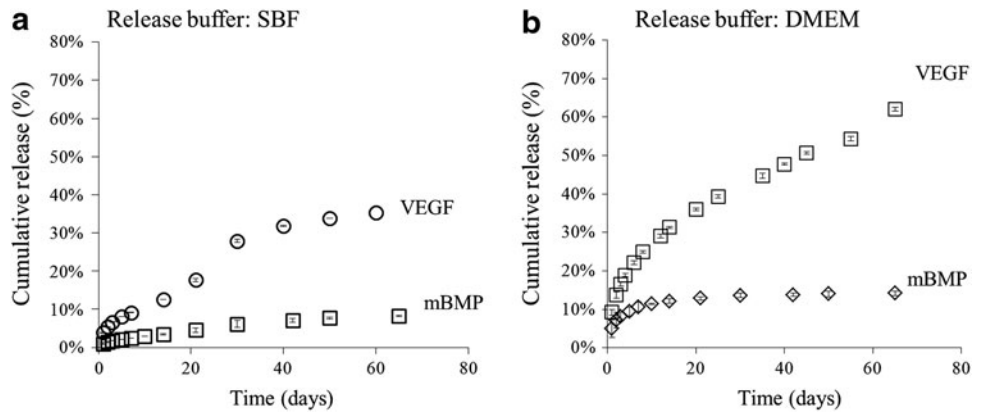 a Release buffer: SBF
80%
70%
60%
50%
40%
30%
20%
10%
0%
Cumulative release (%)
VEGF
mBMP
0 20 40 60 80
Time (days)
b Release buffer: DMEM
80%
70%
60%
50%
40%
30%
20%
10%
0%
Cumulative release (%)
VEGF
mBMP
0 20 40 60 80
Time (days)